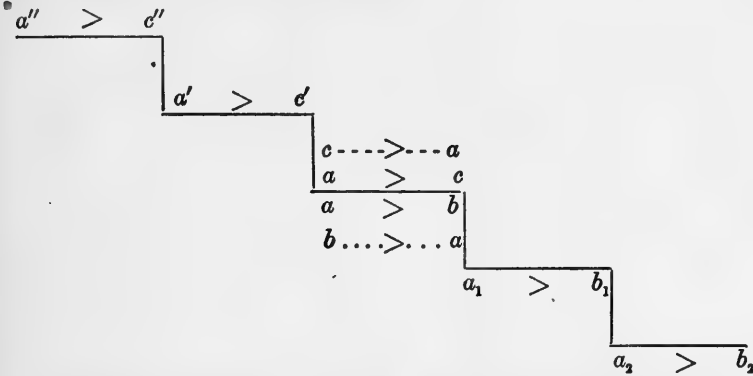 a″ > c″
a′ > c′
c - - - - > - - - a
a > c
a > b
b . . . . > . . . a
a₁ > b₁
a₂ > b₂